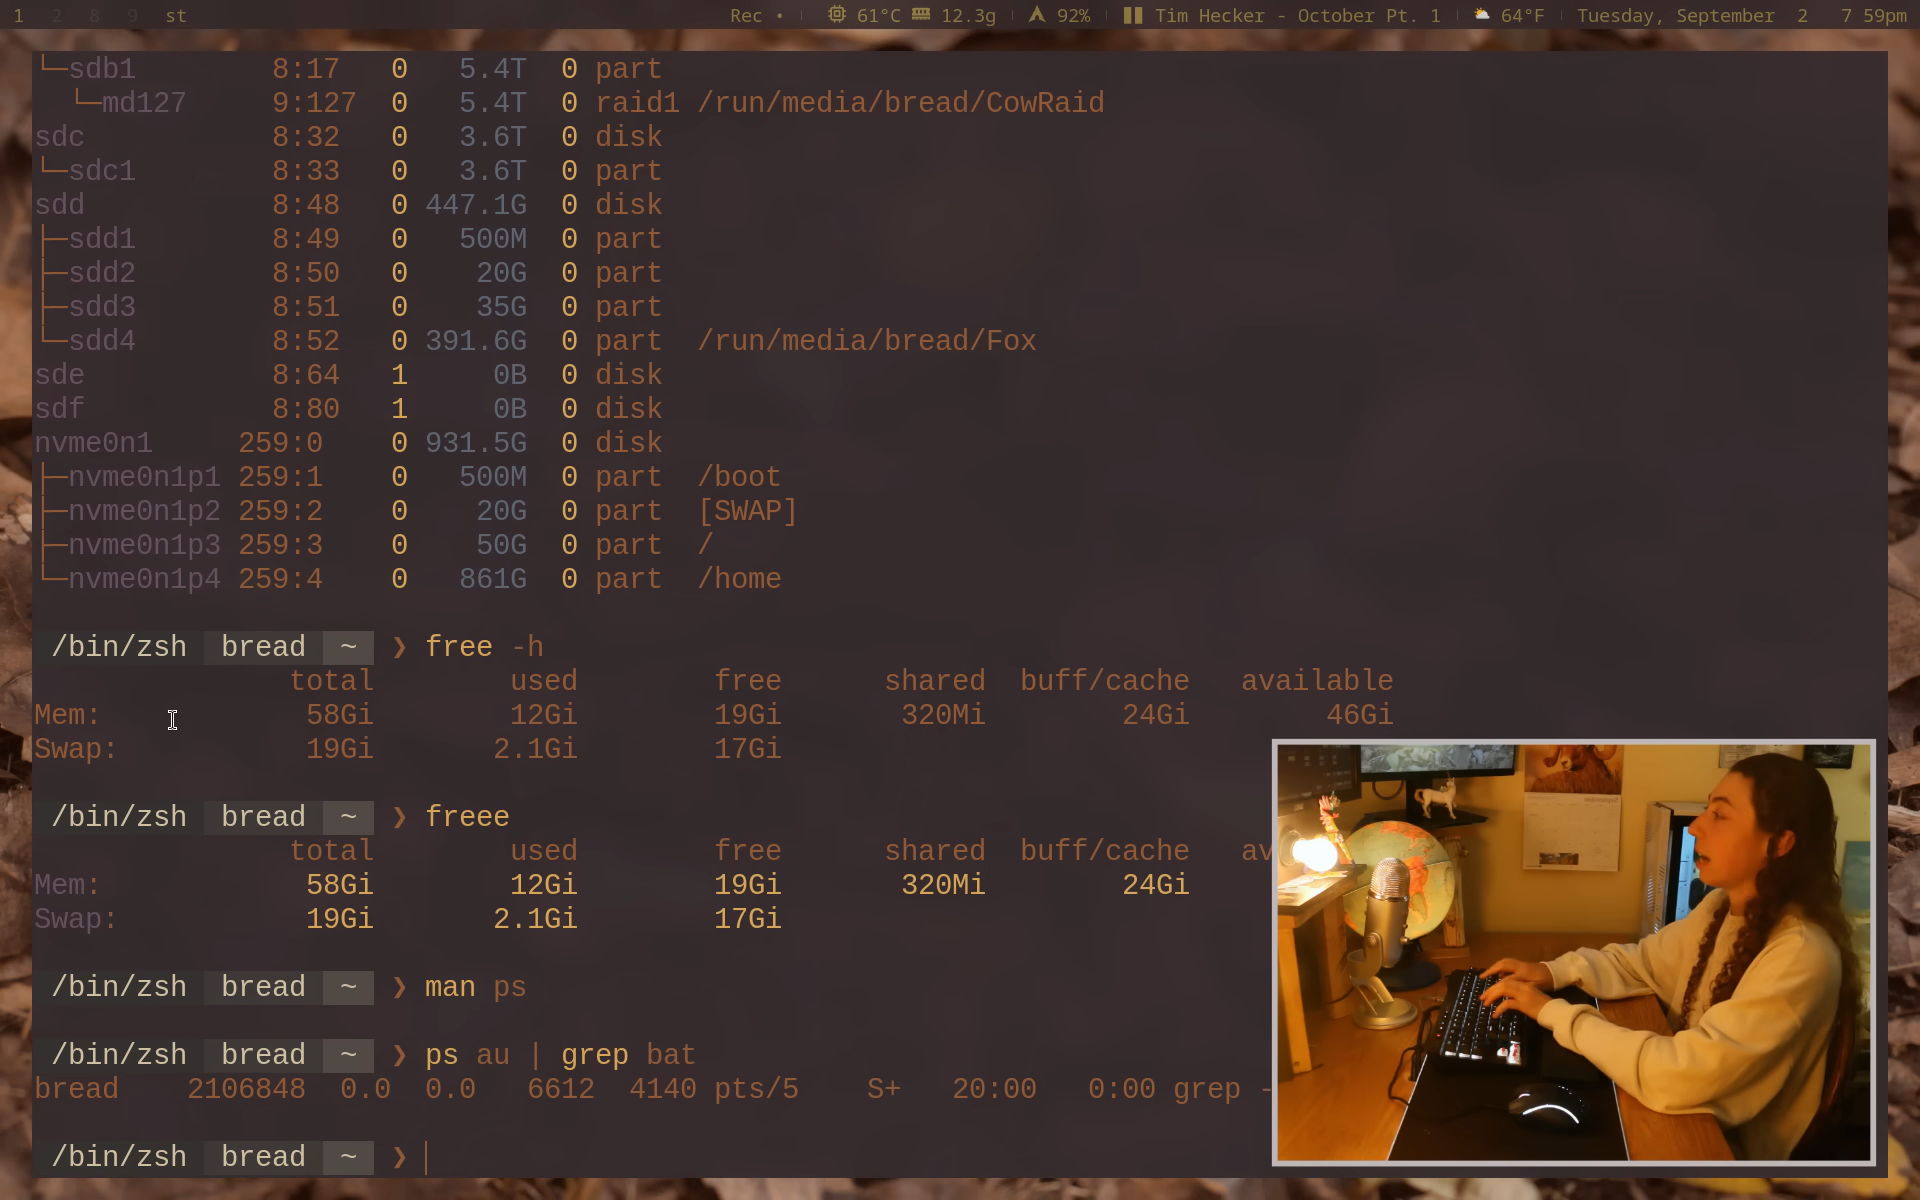 1 2 8 9 st Rec • 61°C 12.3g 92% Tim Hecker - October Pt. 1 64°F Tuesday, September 2 7 59pm
└─sdb1 8:17 0 5.4T 0 part
└─md127 9:127 0 5.4T 0 raid1 /run/media/bread/CowRaid
sdc 8:32 0 3.6T 0 disk
└─sdc1 8:33 0 3.6T 0 part
sdd 8:48 0 447.1G 0 disk
├─sdd1 8:49 0 500M 0 part
├─sdd2 8:50 0 20G 0 part
├─sdd3 8:51 0 35G 0 part
└─sdd4 8:52 0 391.6G 0 part /run/media/bread/Fox
sde 8:64 1 0B 0 disk
sdf 8:80 1 0B 0 disk
nvme0n1 259:0 0 931.5G 0 disk
├─nvme0n1p1 259:1 0 500M 0 part /boot
├─nvme0n1p2 259:2 0 20G 0 part [SWAP]
├─nvme0n1p3 259:3 0 50G 0 part /
└─nvme0n1p4 259:4 0 861G 0 part /home
/bin/zsh bread ~ ❯ free -h
total used free shared buff/cache available
Mem: 58Gi 12Gi 19Gi 320Mi 24Gi 46Gi
Swap: 19Gi 2.1Gi 17Gi
/bin/zsh bread ~ ❯ freee
total used free shared buff/cache av
Mem: 58Gi 12Gi 19Gi 320Mi 24Gi
Swap: 19Gi 2.1Gi 17Gi
/bin/zsh bread ~ ❯ man ps
/bin/zsh bread ~ ❯ ps au | grep bat
bread 2106848 0.0 0.0 6612 4140 pts/5 S+ 20:00 0:00 grep -
/bin/zsh bread ~ ❯